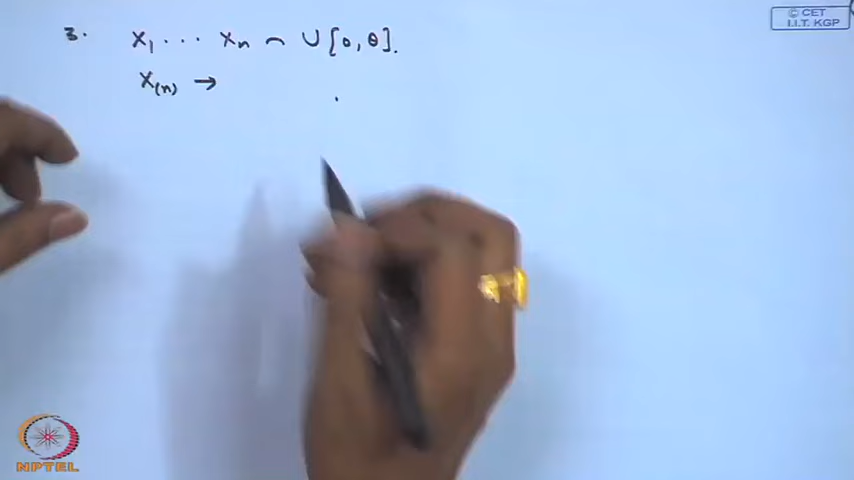 3. X₁ ... Xₙ ~ U[0, θ].
X₍ₙ₎ →
© CET
I.I.T. KGP
NPTEL